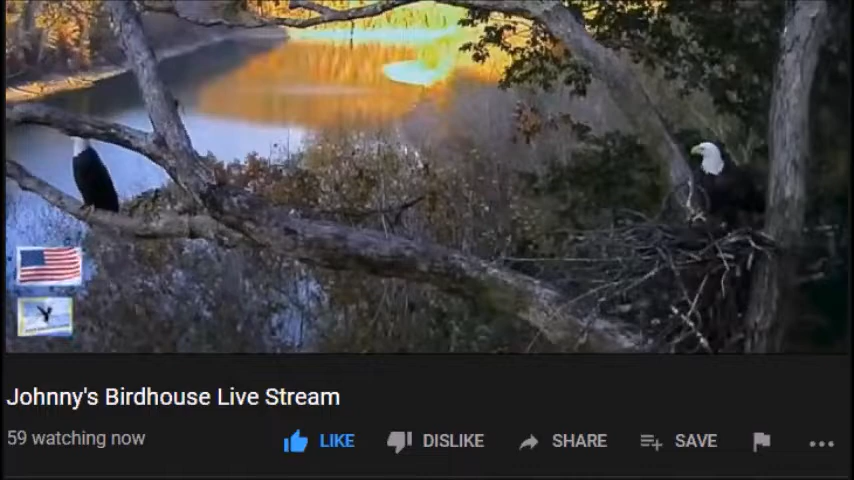 Johnny's Birdhouse Live Stream
59 watching now
LIKE
DISLIKE
SHARE
SAVE